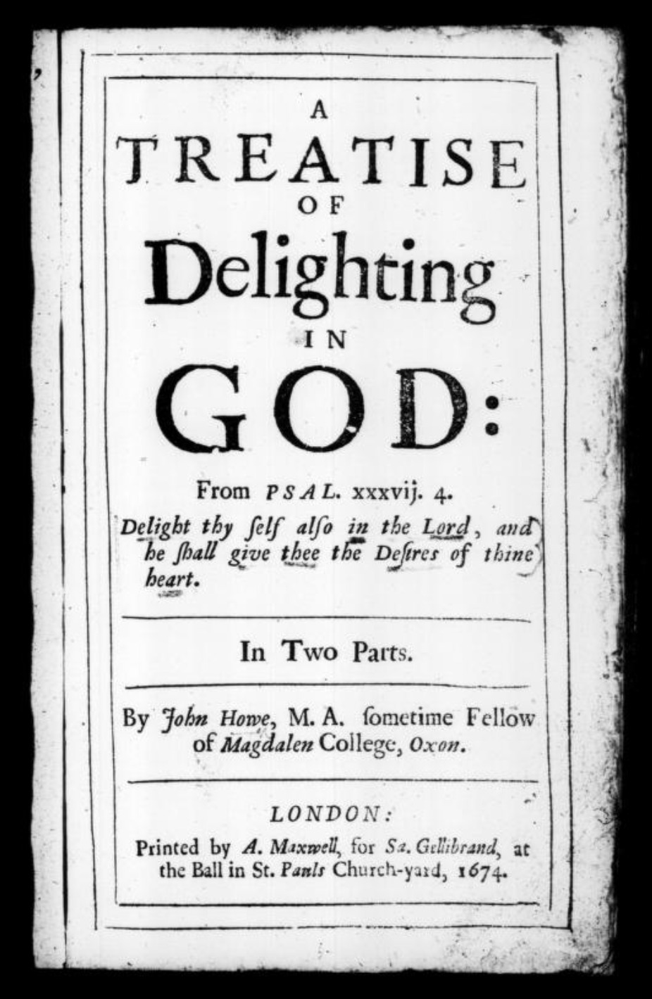 A
TREATISE
OF
Delighting
IN
GOD:
From PSAL. xxxvij. 4.
Delight thy ſelf alſo in the Lord, and
he ſhall give thee the Deſires of thine
heart.
In Two Parts.
By John Howe, M. A. ſometime Fellow
of Magdalen College, Oxon.
LONDON:
Printed by A. Maxwell, for Sa. Gellibrand, at
the Ball in St. Pauls Church-yard, 1674.